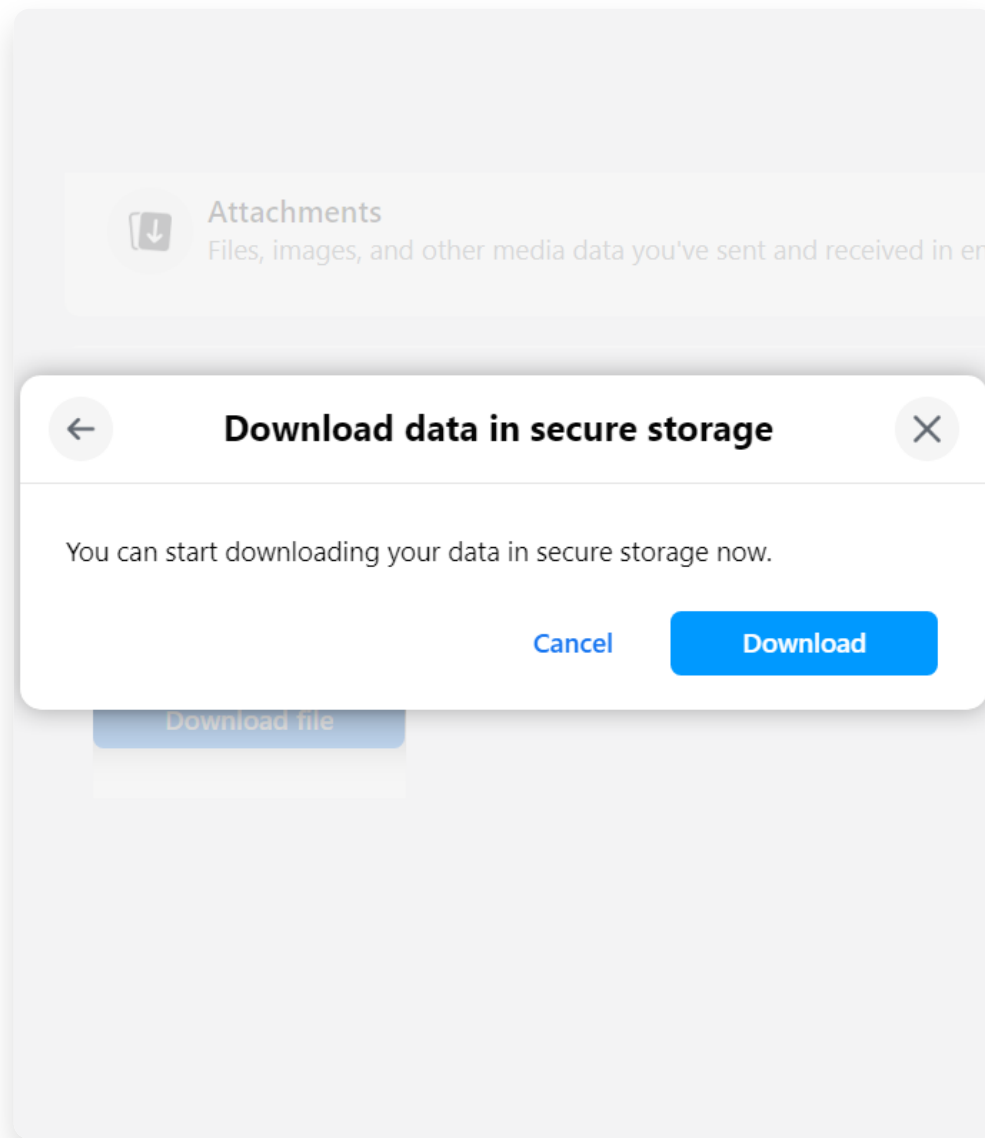 Attachments
Files, images, and other media data you've sent and received in
Download data in secure storage
You can start downloading your data in secure storage now.
Cancel
Download
Download file